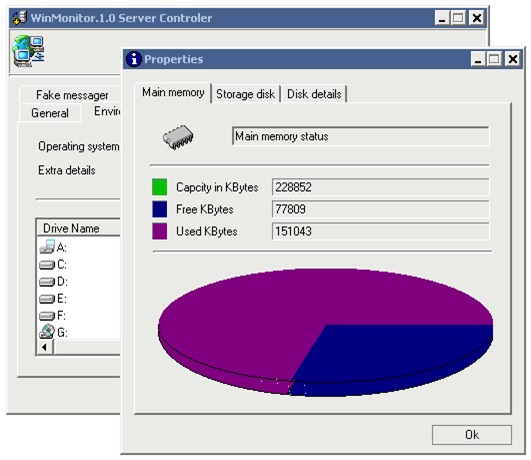 WinMonitor.1.0 Server Controler
Fake messager
General
Operating system
Extra details
Drive Name
A:
C:
D:
E:
F:
G:
Properties
Main memory
Storage disk
Disk details
Main memory status
Capcity in KBytes 228852
Free KBytes 77809
Used KBytes 151043
Ok